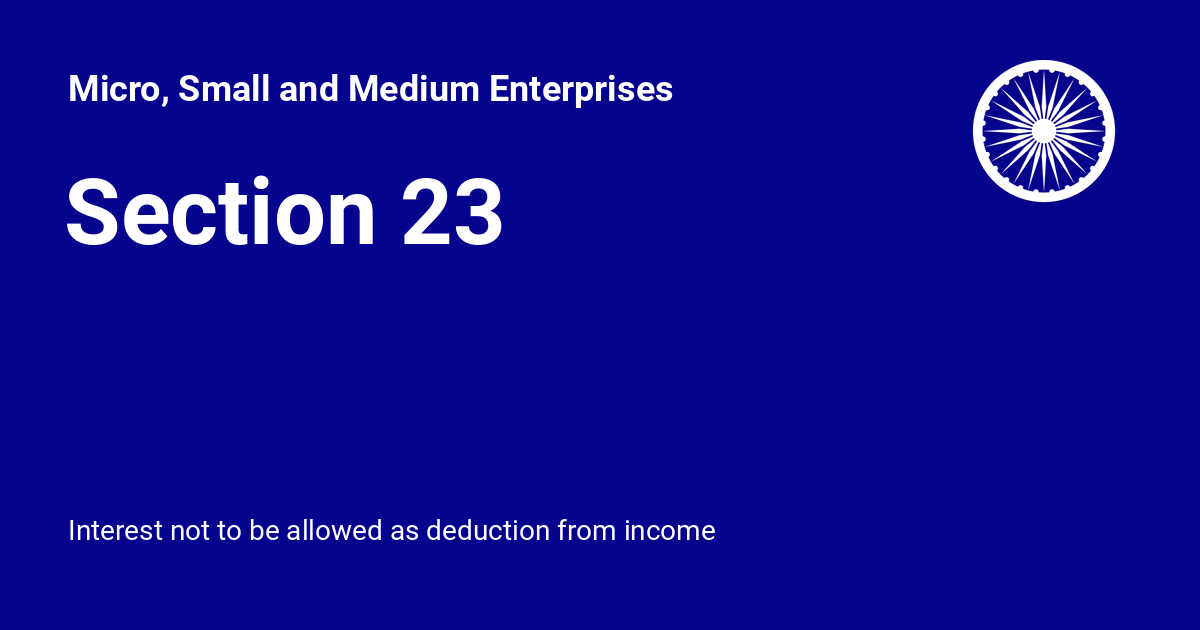 Micro, Small and Medium Enterprises
Section 23
Interest not to be allowed as deduction from income